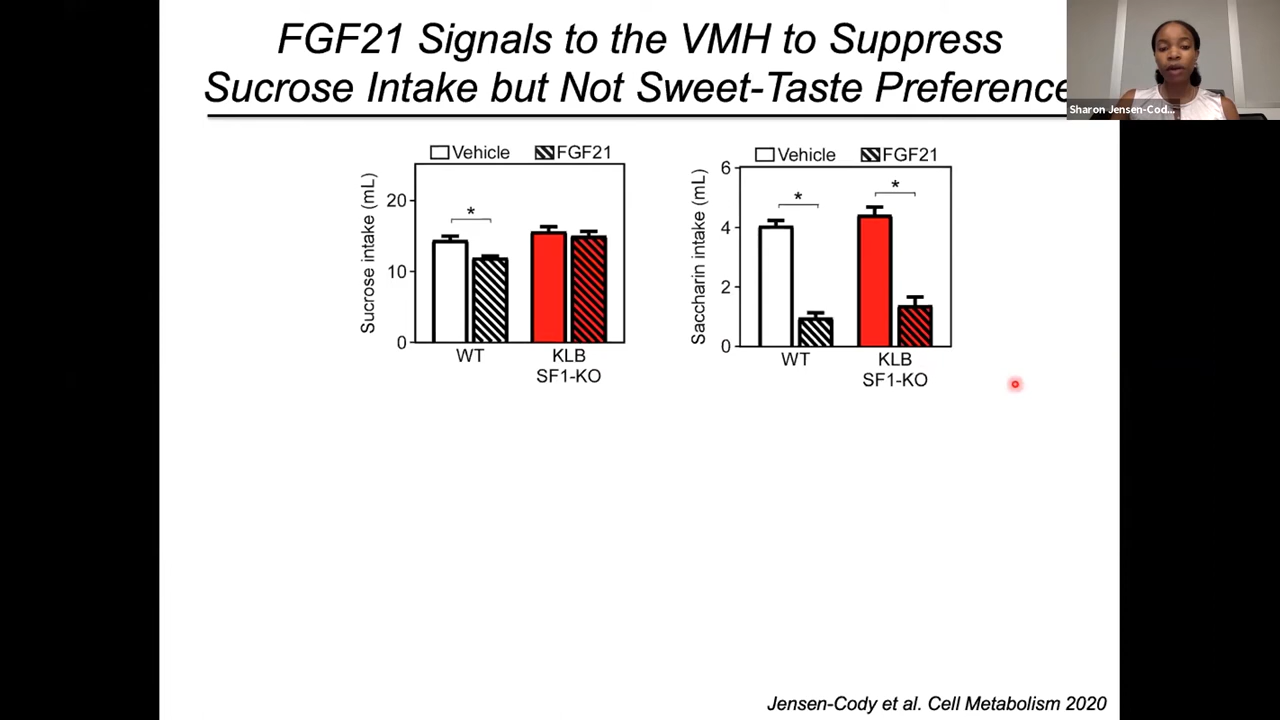 FGF21 Signals to the VMH to Suppress
Sucrose Intake but Not Sweet-Taste Preference
Sharon Jensen-Cod...
Vehicle FGF21
Sucrose intake (mL)
20
10
0
*
WT
KLB
SF1-KO
Vehicle FGF21
Saccharin intake (mL)
6
4
2
0
*
*
WT
KLB
SF1-KO
Jensen-Cody et al. Cell Metabolism 2020